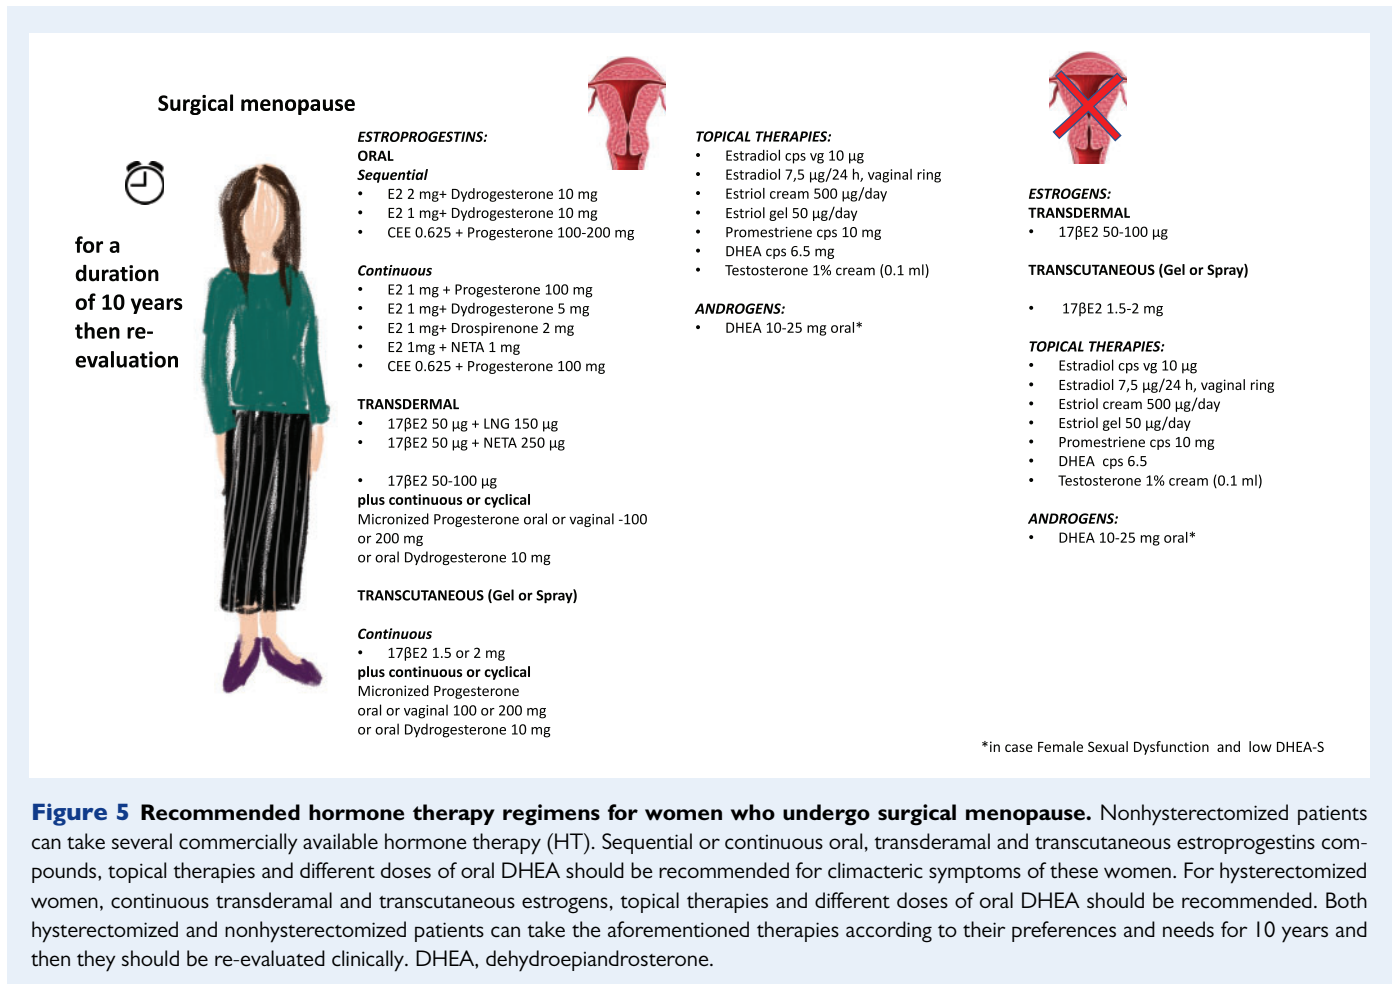 Surgical menopause
for a
duration
of 10 years
then re-
evaluation
ESTROPROGESTINS:
ORAL
Sequential
• E2 2 mg+ Dydrogesterone 10 mg
• E2 1 mg+ Dydrogesterone 10 mg
• CEE 0.625 + Progesterone 100-200 mg
Continuous
• E2 1 mg + Progesterone 100 mg
• E2 1 mg+ Dydrogesterone 5 mg
• E2 1 mg+ Drospirenone 2 mg
• E2 1mg + NETA 1 mg
• CEE 0.625 + Progesterone 100 mg
TRANSDERMAL
• 17βE2 50 µg + LNG 150 µg
• 17βE2 50 µg + NETA 250 µg
• 17βE2 50-100 µg
plus continuous or cyclical
Micronized Progesterone oral or vaginal -100
or 200 mg
or oral Dydrogesterone 10 mg
TRANSCUTANEOUS (Gel or Spray)
Continuous
• 17βE2 1.5 or 2 mg
plus continuous or cyclical
Micronized Progesterone
oral or vaginal 100 or 200 mg
or oral Dydrogesterone 10 mg
TOPICAL THERAPIES:
• Estradiol cps vg 10 µg
• Estradiol 7,5 µg/24 h, vaginal ring
• Estriol cream 500 µg/day
• Estriol gel 50 µg/day
• Promestriene cps 10 mg
• DHEA cps 6.5 mg
• Testosterone 1% cream (0.1 ml)
ANDROGENS:
• DHEA 10-25 mg oral*
ESTROGENS:
TRANSDERMAL
• 17βE2 50-100 µg
TRANSCUTANEOUS (Gel or Spray)
• 17βE2 1.5-2 mg
TOPICAL THERAPIES:
• Estradiol cps vg 10 µg
• Estradiol 7,5 µg/24 h, vaginal ring
• Estriol cream 500 µg/day
• Estriol gel 50 µg/day
• Promestriene cps 10 mg
• DHEA cps 6.5
• Testosterone 1% cream (0.1 ml)
ANDROGENS:
• DHEA 10-25 mg oral*
*in case Female Sexual Dysfunction and low DHEA-S
Figure 5 Recommended hormone therapy regimens for women who undergo surgical menopause. Nonhysterectomized patients
can take several commercially available hormone therapy (HT). Sequential or continuous oral, transderamal and transcutaneous estroprogestins com-
pounds, topical therapies and different doses of oral DHEA should be recommended for climacteric symptoms of these women. For hysterectomized
women, continuous transderamal and transcutaneous estrogens, topical therapies and different doses of oral DHEA should be recommended. Both
hysterectomized and nonhysterectomized patients can take the aforementioned therapies according to their preferences and needs for 10 years and
then they should be re-evaluated clinically. DHEA, dehydroepiandrosterone.